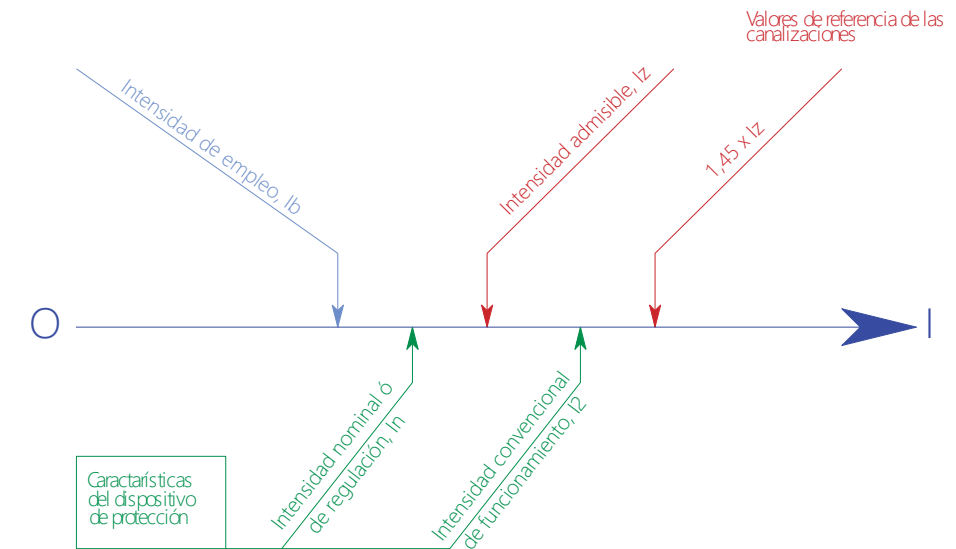 Valores de referencia de las
canalizaciones
Intensidad de empleo, Ib
Intensidad admisible, Iz
1,45 x Iz
O
I
Intensidad nominal ó
de regulación, In
Intensidad convencional
de funcionamiento, I2
Caractarísticas
del dispositivo
de protección